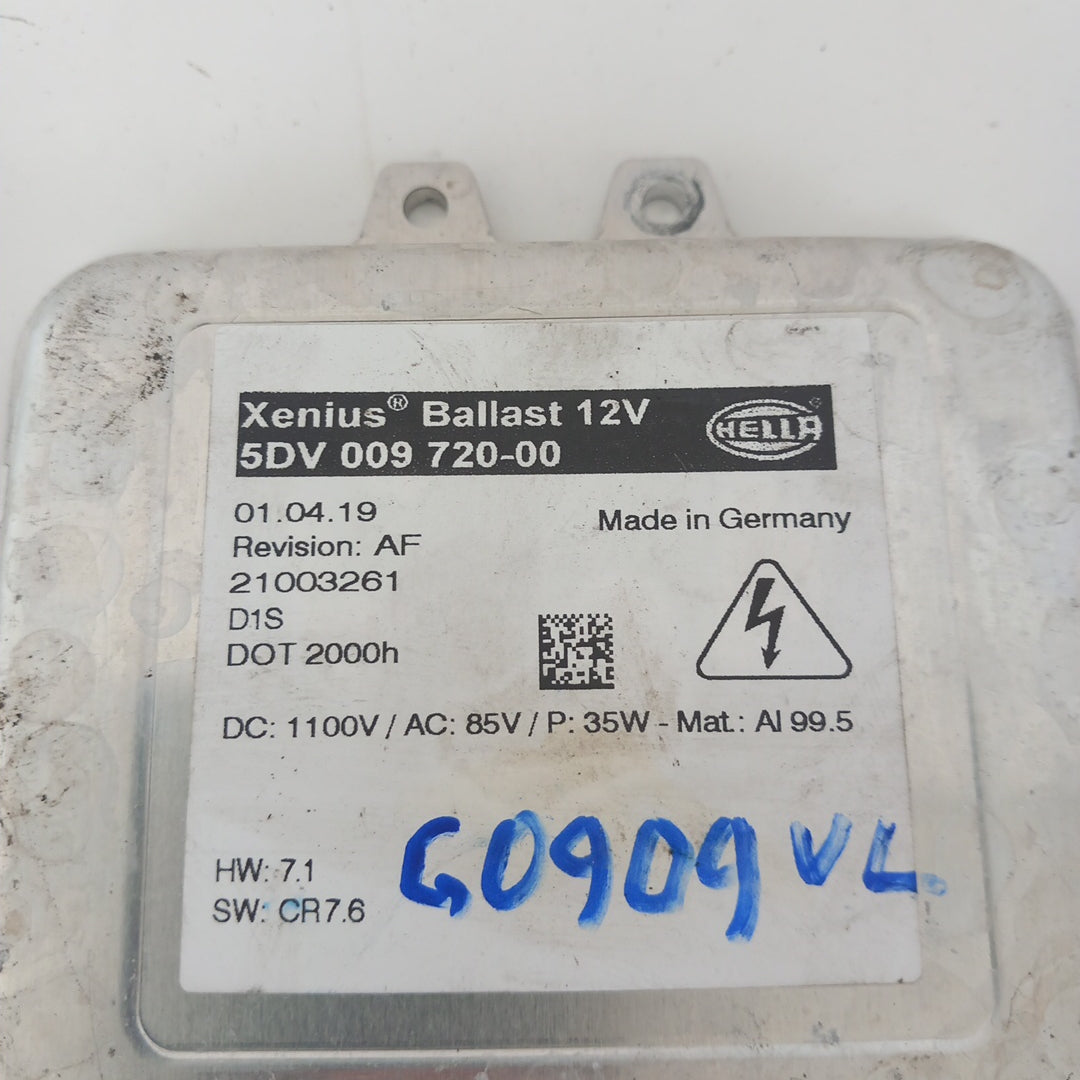 Xenius® Ballast 12V
5DV 009 720-00
HELLA
01.04.19
Made in Germany
Revision: AF
21003261
D1S
DOT 2000h
DC: 1100V / AC: 85V / P: 35W - Mat.: Al 99.5
G0909 VL.
HW: 7.1
SW: CR7.6